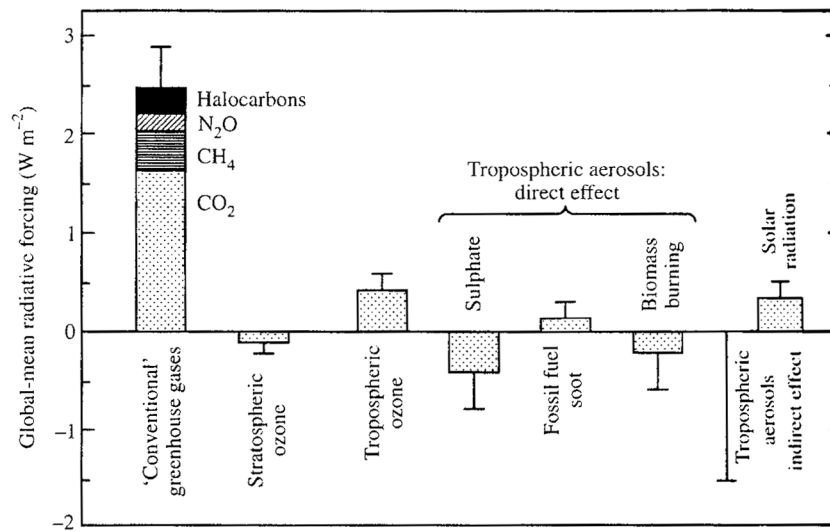 Global-mean radiative forcing (W m−2)
3
2
1
0
−1
−2
Halocarbons
N2O
CH4
CO2
Tropospheric aerosols:
direct effect
Sulphate
Biomass
burning
Solar
radiation
'Conventional'
greenhouse gases
Stratospheric
ozone
Tropospheric
ozone
Fossil fuel
soot
Tropospheric
aerosols
indirect effect